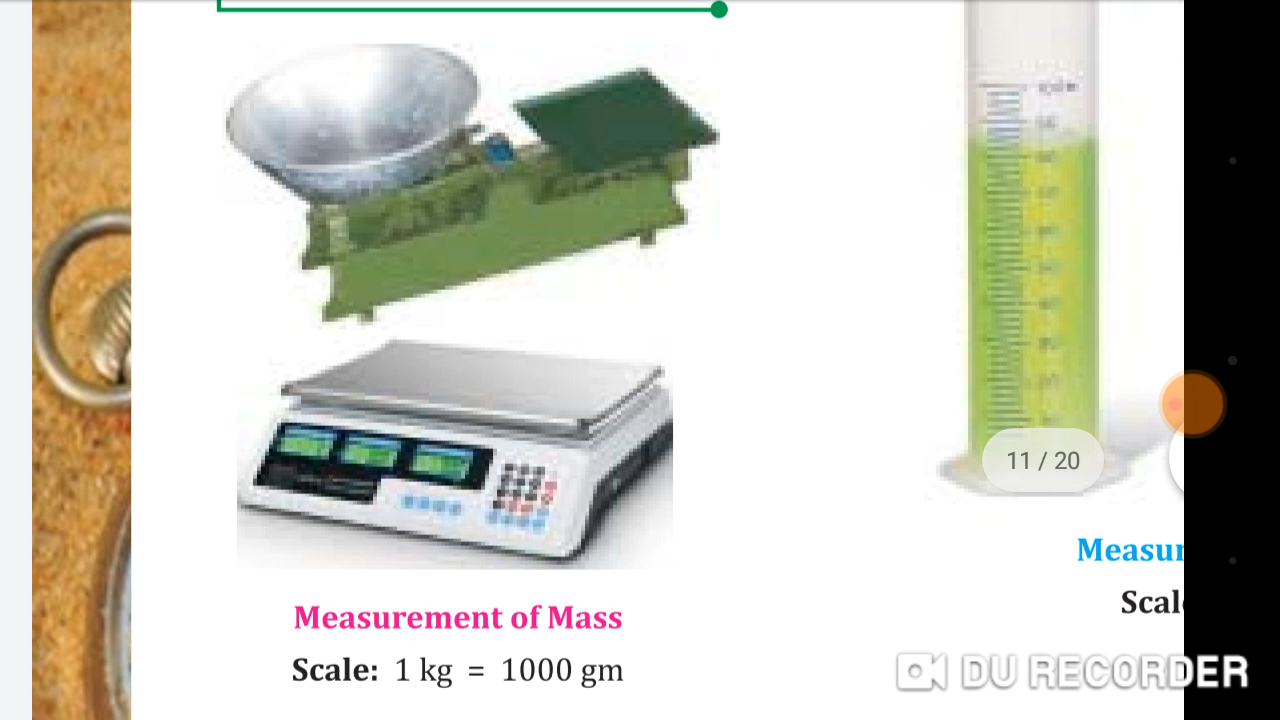 11 / 20
Measurement of Mass
Scale: 1 kg = 1000 gm
Measur
Scal
DU RECORDER